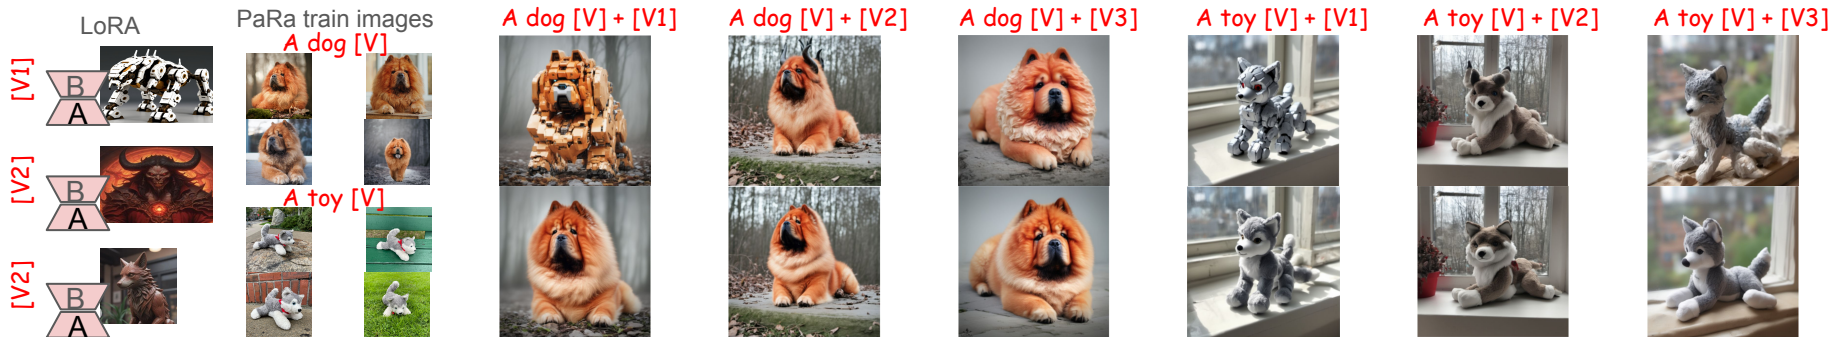 LoRA
PaRa train images
A dog [V]
A dog [V] + [V1]
A dog [V] + [V2]
A dog [V] + [V3]
A toy [V] + [V1]
A toy [V] + [V2]
A toy [V] + [V3]
[V1]
B
A
[V2]
B
A
A toy [V]
[V2]
B
A